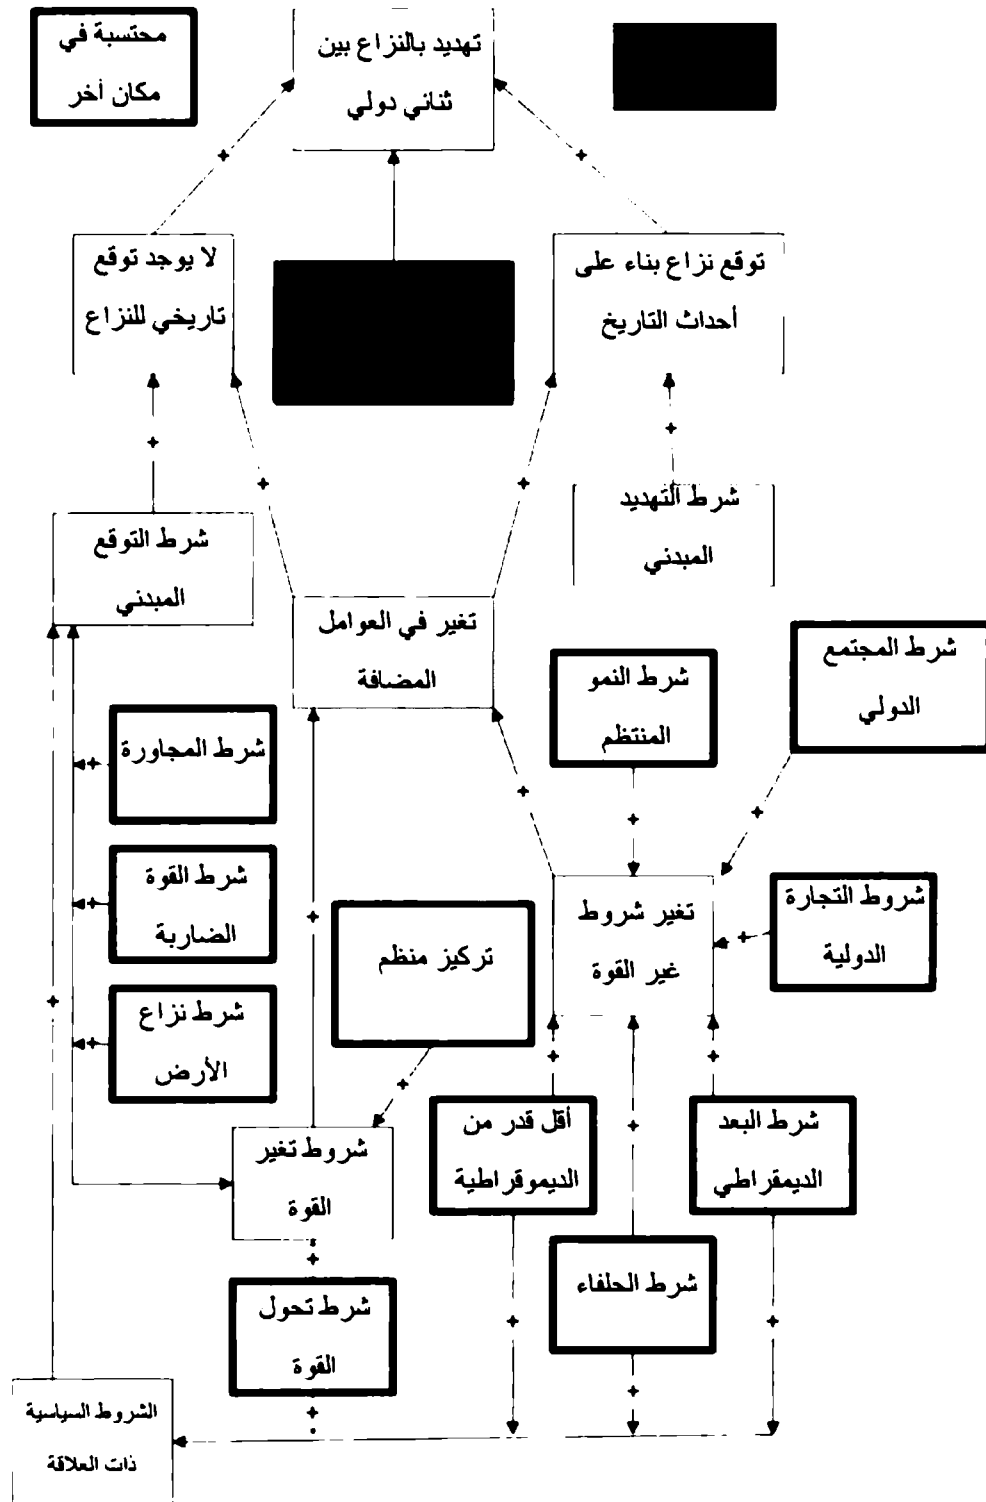 محتسبة في
مكان أخر
تهديد بالنزاع بين
ثنائي دولي
لا يوجد توقع
تاريخي للنزاع
توقع نزاع بناء على
أحداث التاريخ
شرط التوقع
المبدئي
شرط التهديد
المبدئي
تغير في العوامل
المضافة
شرط النمو
المنتظم
شرط المجتمع
الدولي
شرط المجاورة
شرط القوة
الضاربة
شرط نزاع
الأرض
تركيز منظم
تغير شروط
غير القوة
شروط التجارة
الدولية
شروط تغير
القوة
أقل قدر من
الديموقراطية
شرط البعد
الديمقراطي
شرط الحلفاء
شرط تحول
القوة
الشروط السياسية
ذات العلاقة